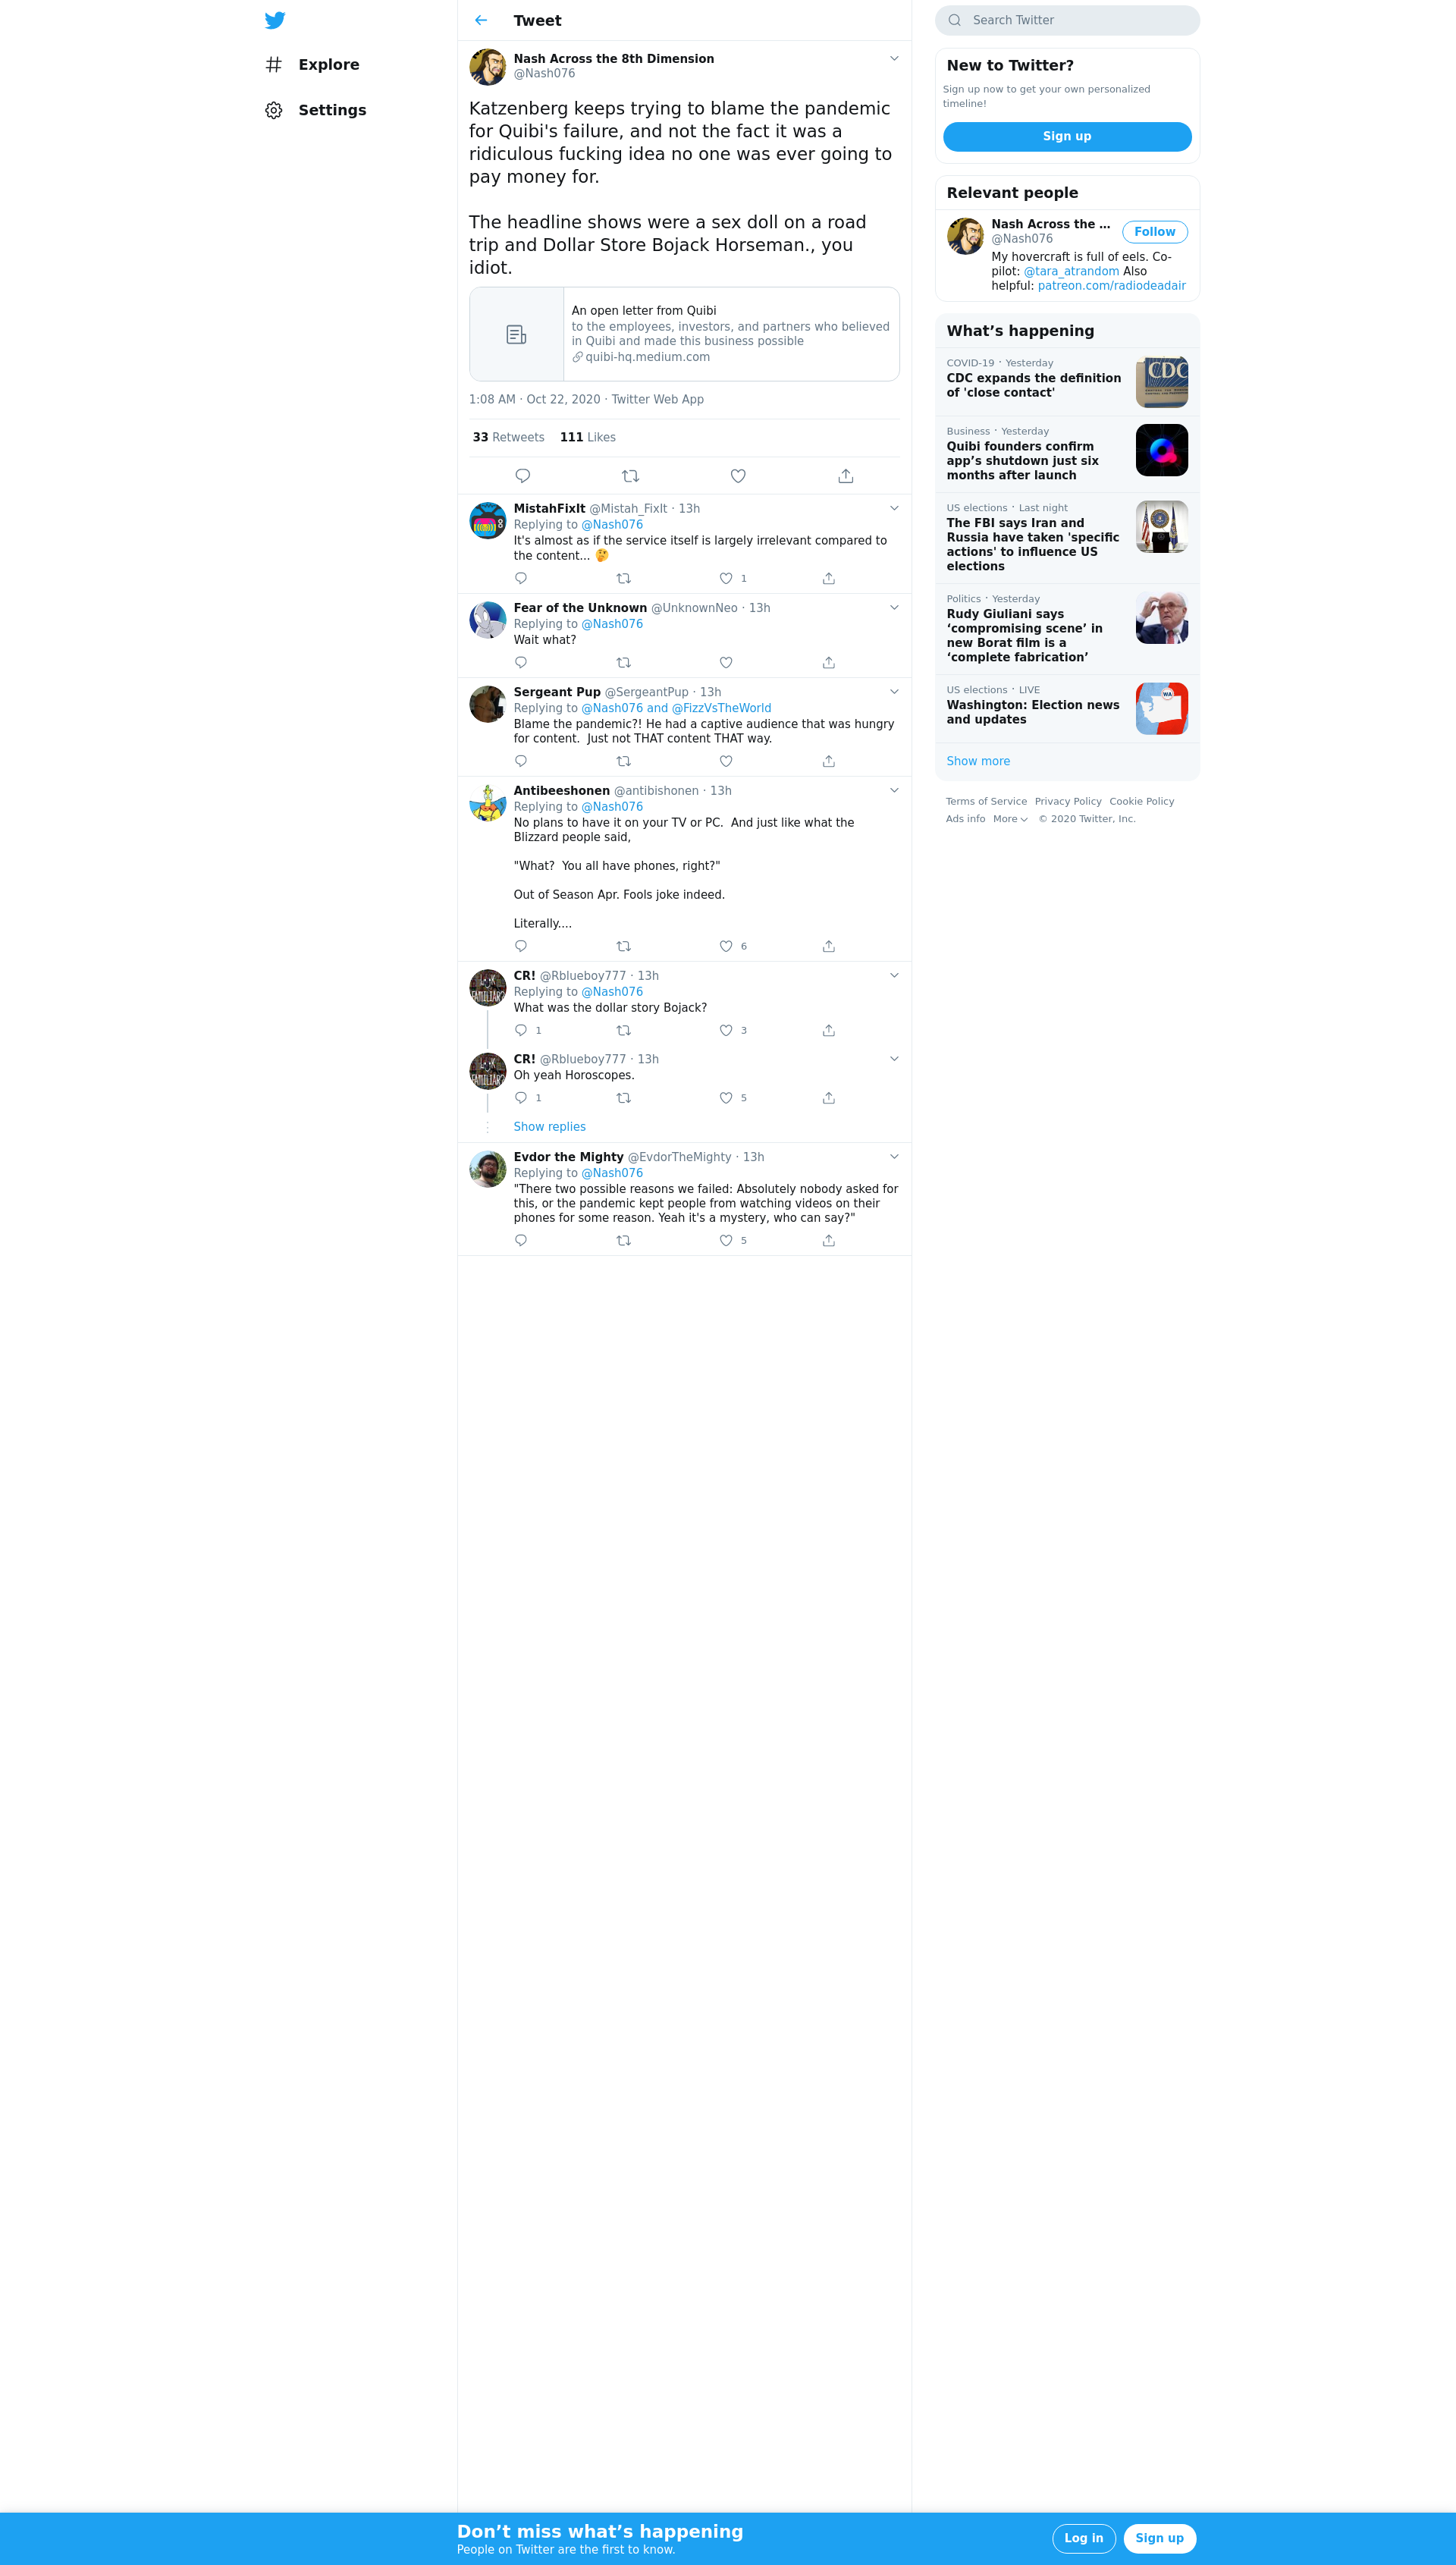 Explore
Settings
Tweet
Nash Across the 8th Dimension
@Nash076
Katzenberg keeps trying to blame the pandemic
for Quibi's failure, and not the fact it was a
ridiculous fucking idea no one was ever going to
pay money for.
The headline shows were a sex doll on a road
trip and Dollar Store Bojack Horseman., you
idiot.
An open letter from Quibi
to the employees, investors, and partners who believed
in Quibi and made this business possible
quibi-hq.medium.com
1:08 AM · Oct 22, 2020 · Twitter Web App
33 Retweets 111 Likes
MistahFixIt @Mistah_FixIt · 13h
Replying to @Nash076
It's almost as if the service itself is largely irrelevant compared to
the content... 🤔
1
Fear of the Unknown @UnknownNeo · 13h
Replying to @Nash076
Wait what?
Sergeant Pup @SergeantPup · 13h
Replying to @Nash076 and @FizzVsTheWorld
Blame the pandemic?! He had a captive audience that was hungry
for content.  Just not THAT content THAT way.
Antibeeshonen @antibishonen · 13h
Replying to @Nash076
No plans to have it on your TV or PC.  And just like what the
Blizzard people said,
"What?  You all have phones, right?"
Out of Season Apr. Fools joke indeed.
Literally....
6
CR! @Rblueboy777 · 13h
Replying to @Nash076
What was the dollar story Bojack?
1 3
CR! @Rblueboy777 · 13h
Oh yeah Horoscopes.
1 5
Show replies
Evdor the Mighty @EvdorTheMighty · 13h
Replying to @Nash076
"There two possible reasons we failed: Absolutely nobody asked for
this, or the pandemic kept people from watching videos on their
phones for some reason. Yeah it's a mystery, who can say?"
5
Search Twitter
New to Twitter?
Sign up now to get your own personalized
timeline!
Sign up
Relevant people
Nash Across the ...
@Nash076
Follow
My hovercraft is full of eels. Co-
pilot: @tara_atrandom Also
helpful: patreon.com/radiodeadair
What's happening
COVID-19 · Yesterday
CDC expands the definition
of 'close contact'
CDC
Business · Yesterday
Quibi founders confirm
app's shutdown just six
months after launch
US elections · Last night
The FBI says Iran and
Russia have taken 'specific
actions' to influence US
elections
Politics · Yesterday
Rudy Giuliani says
‘compromising scene’ in
new Borat film is a
‘complete fabrication’
US elections · LIVE
Washington: Election news
and updates
WA
Show more
Terms of Service Privacy Policy Cookie Policy
Ads info More © 2020 Twitter, Inc.
Don’t miss what’s happening
People on Twitter are the first to know.
Log in
Sign up